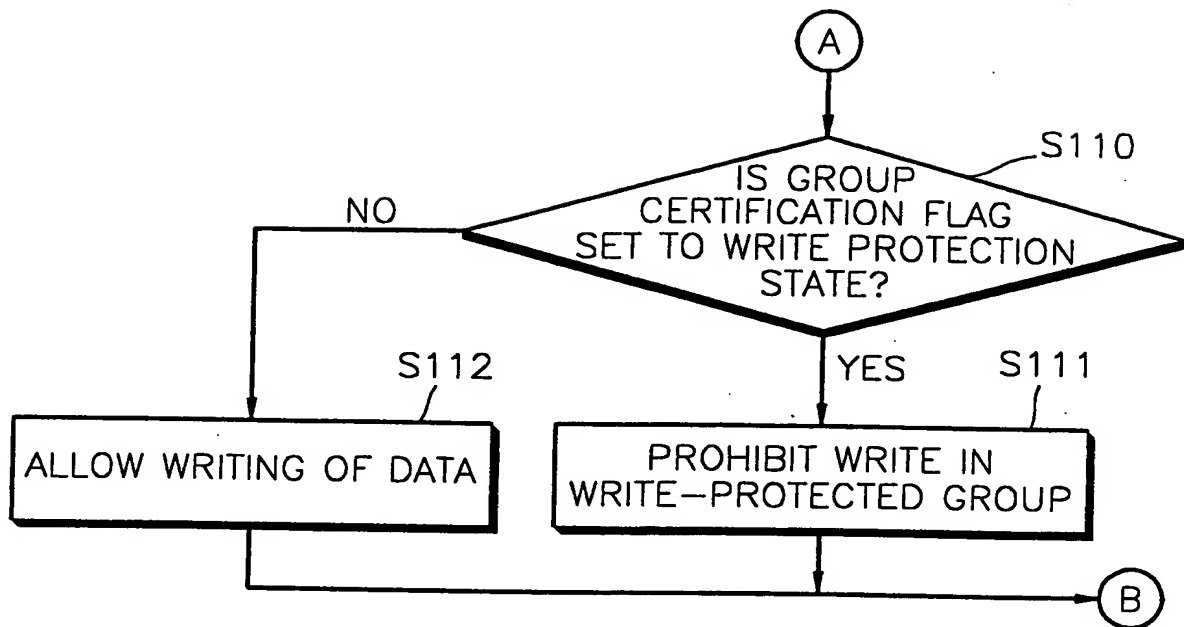 A
S110
IS GROUP
CERTIFICATION FLAG
SET TO WRITE PROTECTION
STATE?
NO
YES
S112
S111
ALLOW WRITING OF DATA
PROHIBIT WRITE IN
WRITE-PROTECTED GROUP
B